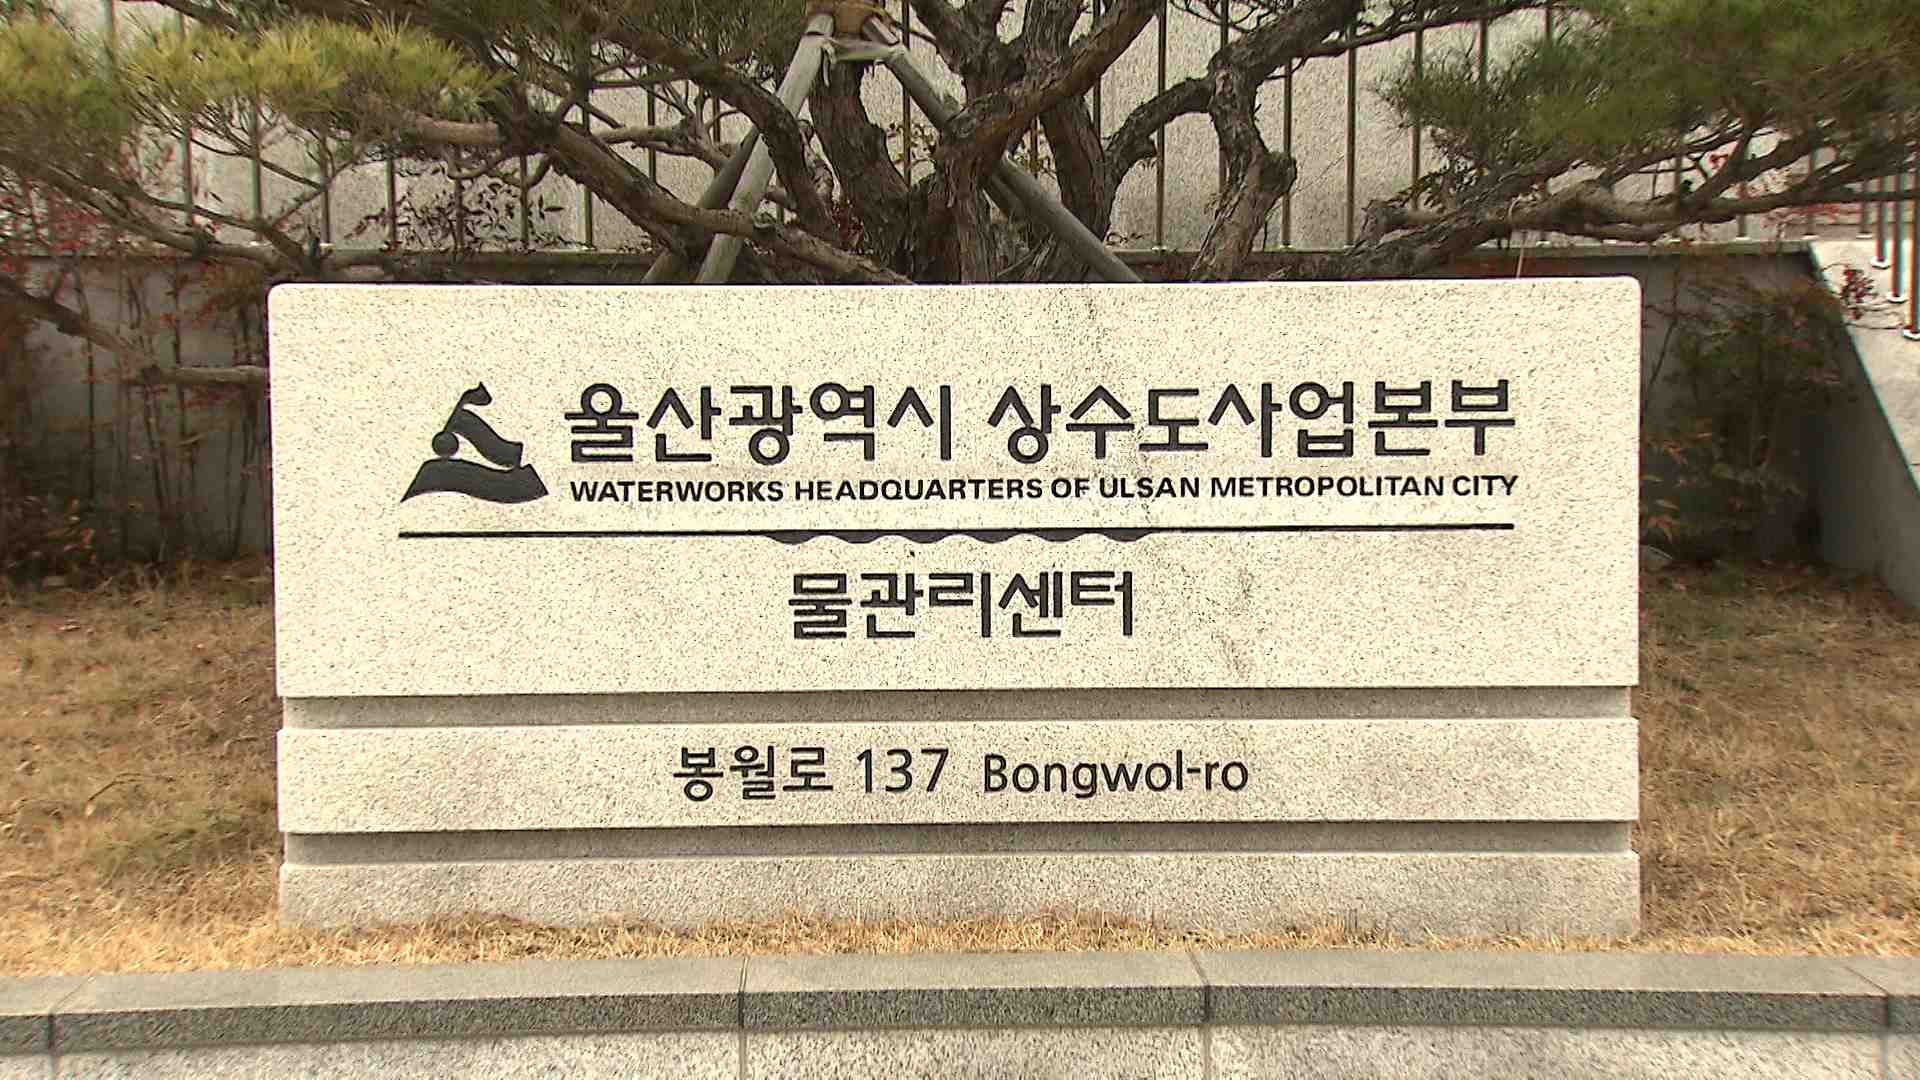 울산광역시 상수도사업본부
WATERWORKS HEADQUARTERS OF ULSAN METROPOLITAN CITY
물관리센터
봉월로 137 Bongwol-ro